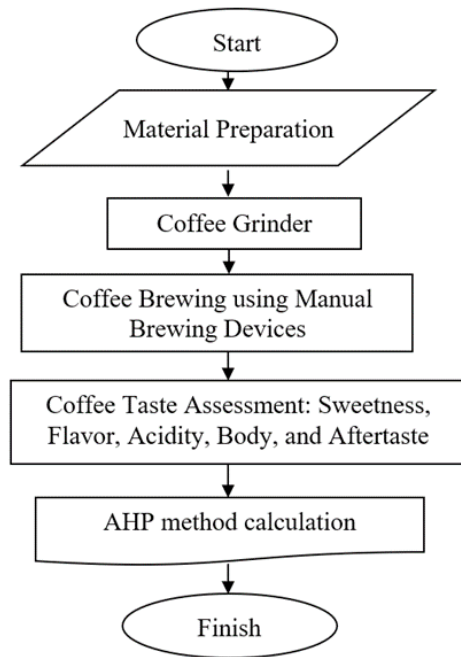 Start
Material Preparation
Coffee Grinder
Coffee Brewing using Manual
Brewing Devices
Coffee Taste Assessment: Sweetness,
Flavor, Acidity, Body, and Aftertaste
AHP method calculation
Finish